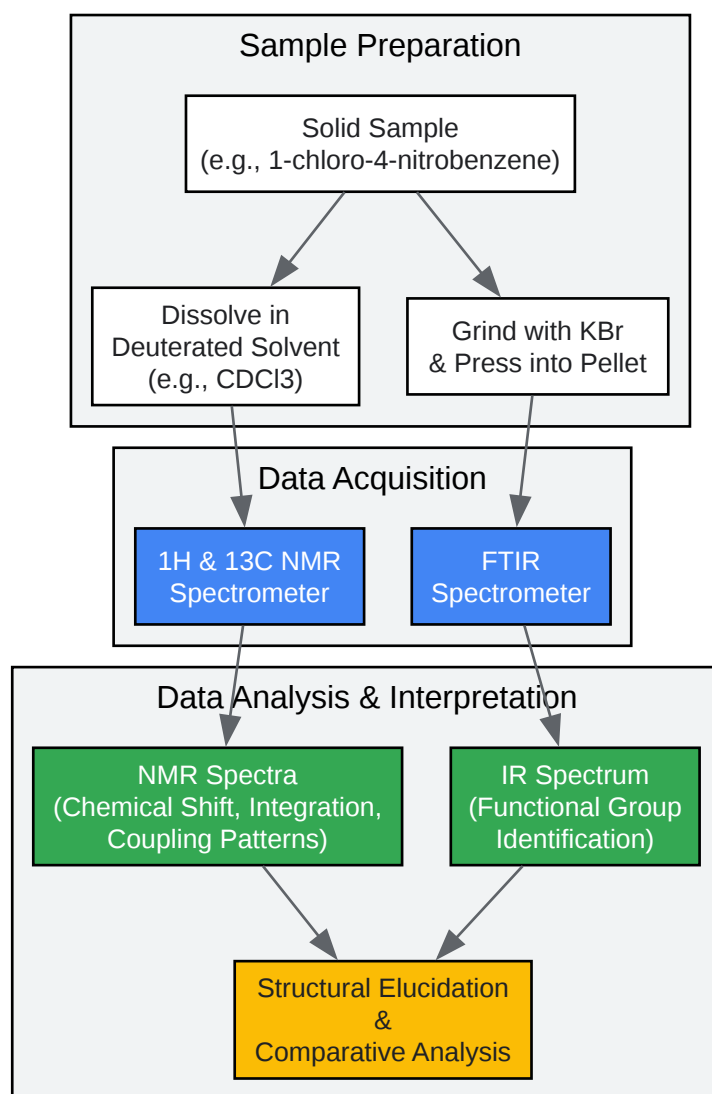 Sample Preparation
Solid Sample
(e.g., 1-chloro-4-nitrobenzene)
Dissolve in
Deuterated Solvent
(e.g., CDCl3)
Grind with KBr
& Press into Pellet
Data Acquisition
1H & 13C NMR
Spectrometer
FTIR
Spectrometer
Data Analysis & Interpretation
NMR Spectra
(Chemical Shift, Integration,
Coupling Patterns)
IR Spectrum
(Functional Group
Identification)
Structural Elucidation
&
Comparative Analysis